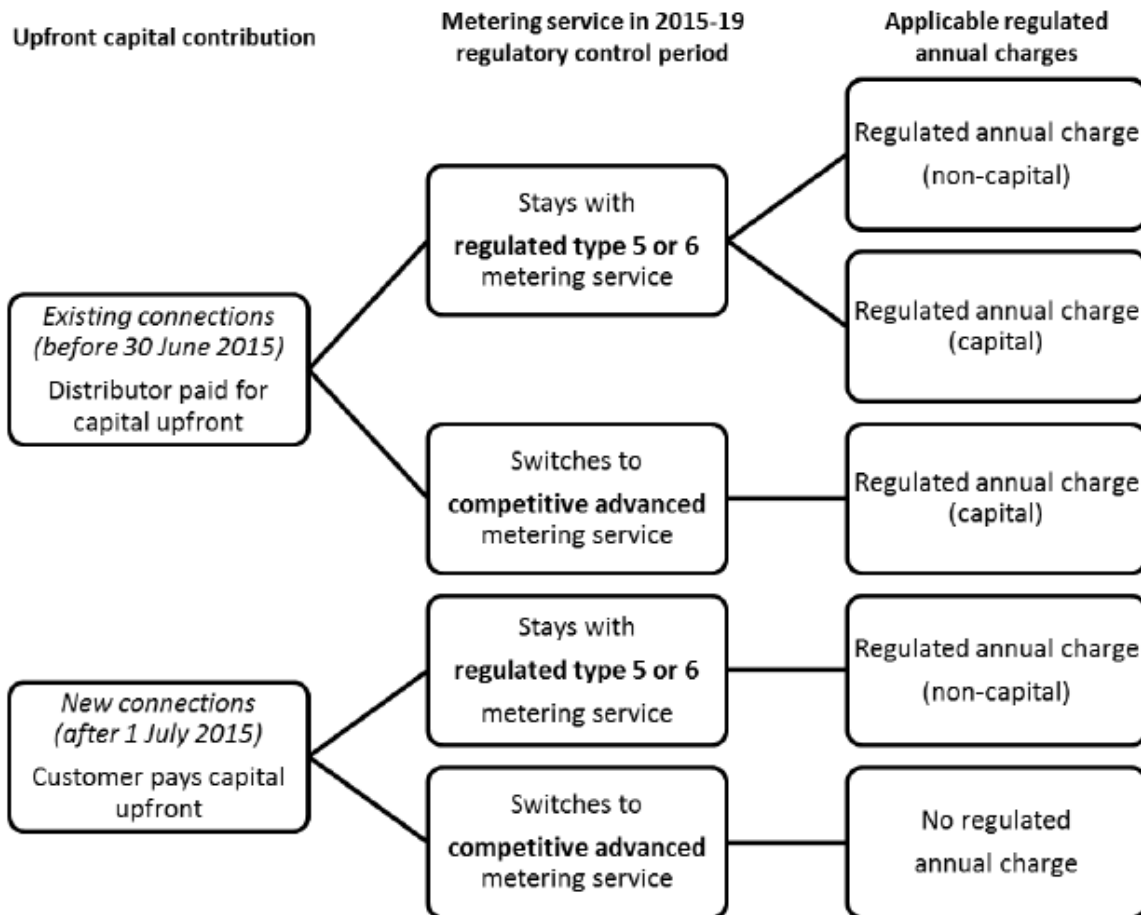 Upfront capital contribution
Metering service in 2015-19
regulatory control period
Applicable regulated
annual charges
Existing connections
(before 30 June 2015)
Distributor paid for
capital upfront
Stays with
regulated type 5 or 6
metering service
Regulated annual charge
(non-capital)
Regulated annual charge
(capital)
Switches to
competitive advanced
metering service
Regulated annual charge
(capital)
New connections
(after 1 July 2015)
Customer pays capital
upfront
Stays with
regulated type 5 or 6
metering service
Regulated annual charge
(non-capital)
Switches to
competitive advanced
metering service
No regulated
annual charge